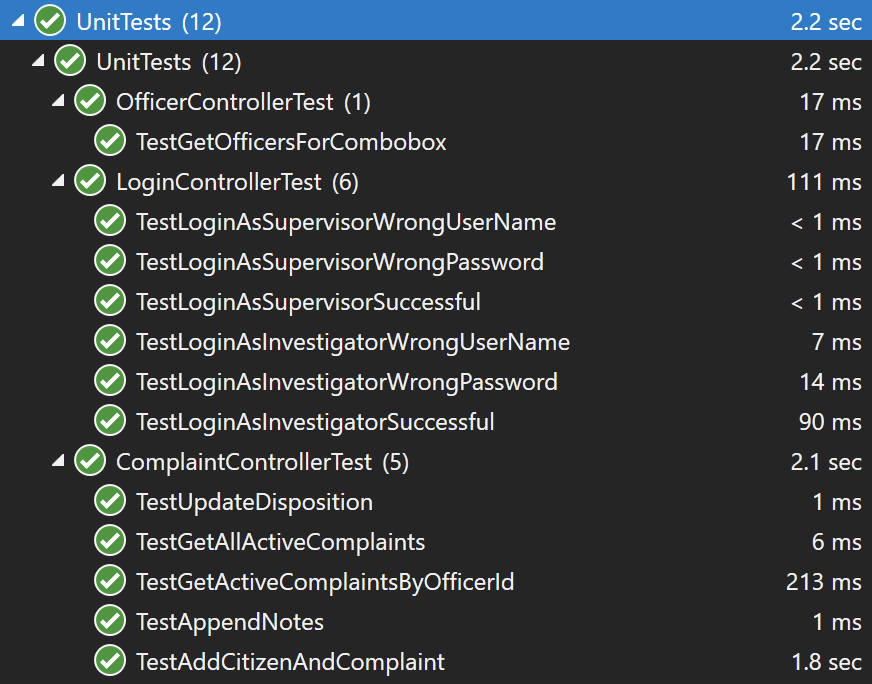 UnitTests (12) 2.2 sec
UnitTests (12) 2.2 sec
OfficerControllerTest (1) 17 ms
TestGetOfficersForCombobox 17 ms
LoginControllerTest (6) 111 ms
TestLoginAsSupervisorWrongUserName < 1 ms
TestLoginAsSupervisorWrongPassword < 1 ms
TestLoginAsSupervisorSuccessful < 1 ms
TestLoginAsInvestigatorWrongUserName 7 ms
TestLoginAsInvestigatorWrongPassword 14 ms
TestLoginAsInvestigatorSuccessful 90 ms
ComplaintControllerTest (5) 2.1 sec
TestUpdateDisposition 1 ms
TestGetAllActiveComplaints 6 ms
TestGetActiveComplaintsByOfficerId 213 ms
TestAppendNotes 1 ms
TestAddCitizenAndComplaint 1.8 sec